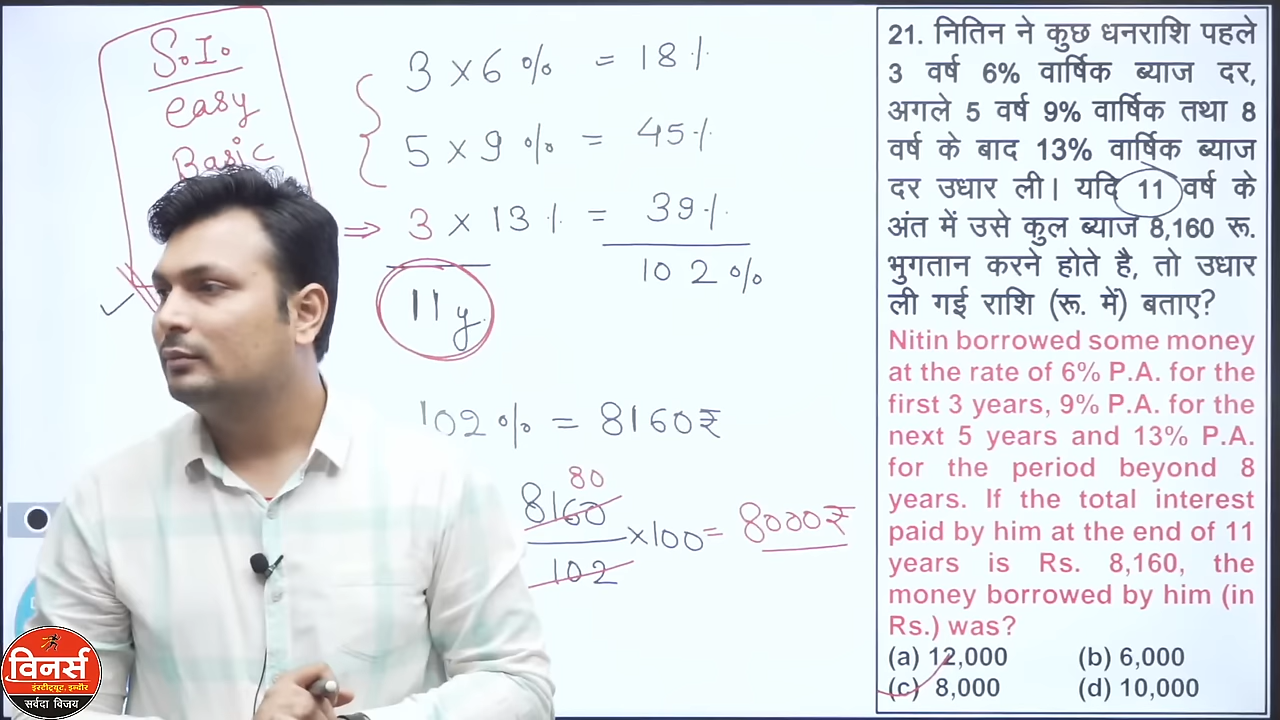 S.I.
easy
Basic
3 × 6 % = 18 %
5 × 9 % = 45 %
⇒ 3 × 13 % = 39 %
11 y
102 %
102 % = 8160 ₹
80
8160
102
× 100 = 8000 ₹
21. नितिन ने कुछ धनराशि पहले
3 वर्ष 6% वार्षिक ब्याज दर,
अगले 5 वर्ष 9% वार्षिक तथा 8
वर्ष के बाद 13% वार्षिक ब्याज
दर उधार ली। यदि 11 वर्ष के
अंत में उसे कुल ब्याज 8,160 रू.
भुगतान करने होते है, तो उधार
ली गई राशि (रू. में) बताए?
Nitin borrowed some money
at the rate of 6% P.A. for the
first 3 years, 9% P.A. for the
next 5 years and 13% P.A.
for the period beyond 8
years. If the total interest
paid by him at the end of 11
years is Rs. 8,160, the
money borrowed by him (in
Rs.) was?
(a) 12,000 (b) 6,000
(c) 8,000 (d) 10,000
विनर्स
इंस्टीट्यूट, इन्दौर
सर्वदा विजय